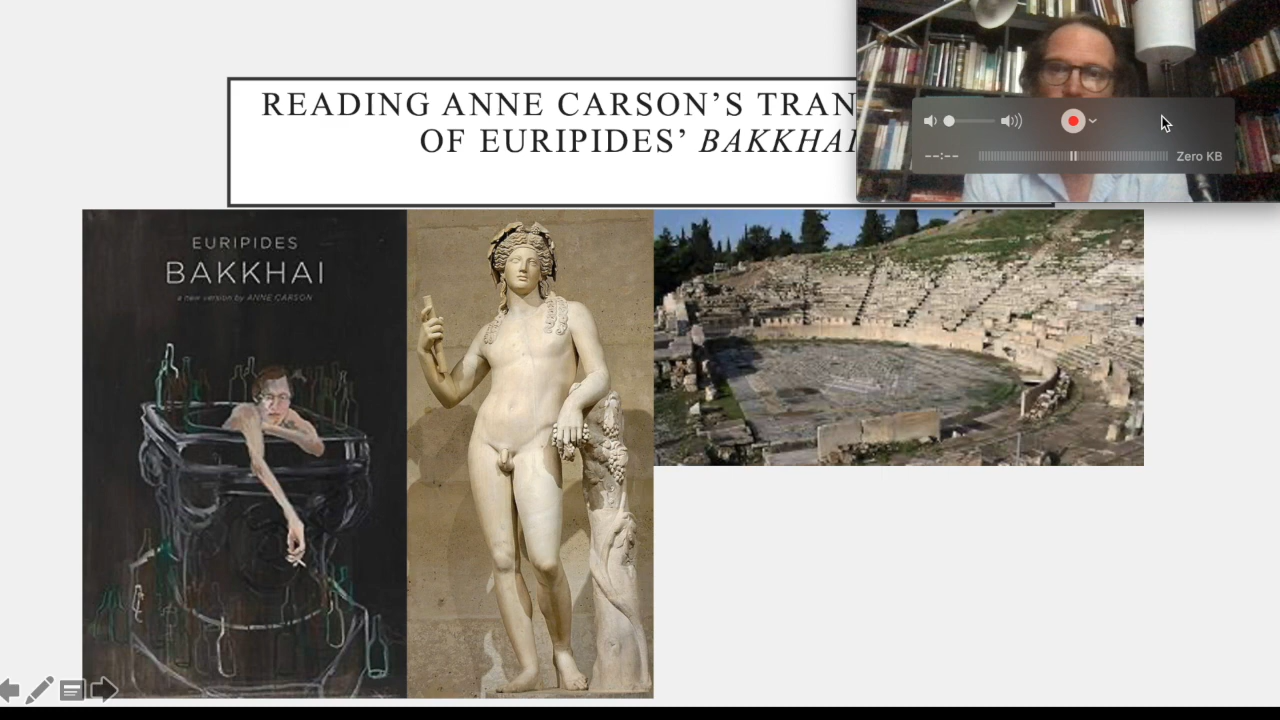 READING ANNE CARSON’S TRAN
OF EURIPIDES’ BAKKHAI
--:--
Zero KB
EURIPIDES
BAKKHAI
a new version by ANNE CARSON